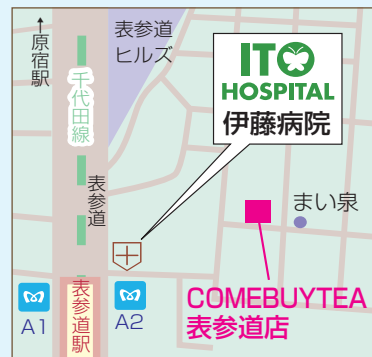 ↑原宿駅
表参道
ヒルズ
ITO
HOSPITAL
伊藤病院
千代田線
表参道
まい泉
COMEBUYTEA
表参道店
A1
表参道駅
A2